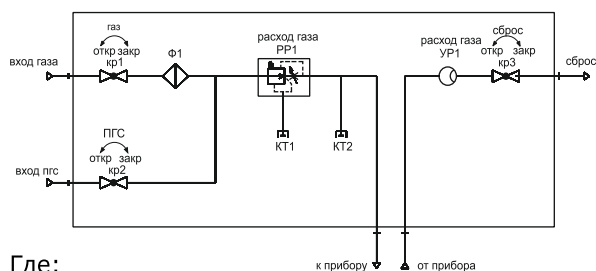 газ
откр закр
кр1
вход газа
Ф1
расход газа
РР1
КТ1
КТ2
расход газа
УР1
сброс
откр закр
кр3
сброс
ПГС
откр закр
кр2
вход пгс
к прибору
от прибора
Где: